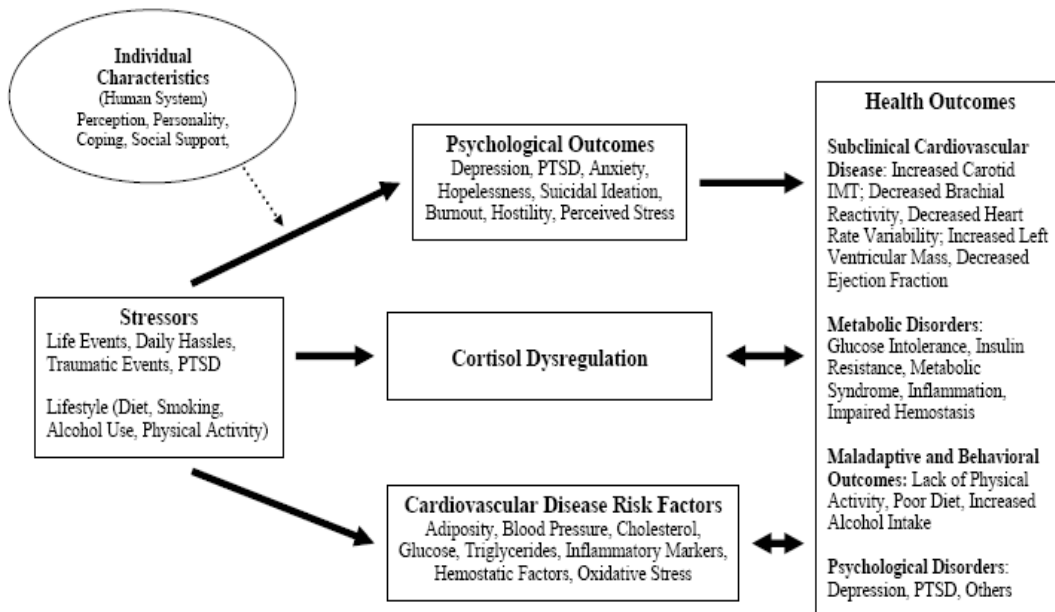 Individual
Characteristics
(Human System)
Perception, Personality,
Coping, Social Support,
Psychological Outcomes
Depression, PTSD, Anxiety,
Hopelessness, Suicidal Ideation,
Burnout, Hostility, Perceived Stress
Stressors
Life Events, Daily Hassles,
Traumatic Events, PTSD
Lifestyle (Diet, Smoking,
Alcohol Use, Physical Activity)
Cortisol Dysregulation
Cardiovascular Disease Risk Factors
Adiposity, Blood Pressure, Cholesterol,
Glucose, Triglycerides, Inflammatory Markers,
Hemostatic Factors, Oxidative Stress
Health Outcomes
Subclinical Cardiovascular
Disease: Increased Carotid
IMT; Decreased Brachial
Reactivity, Decreased Heart
Rate Variability; Increased Left
Ventricular Mass, Decreased
Ejection Fraction
Metabolic Disorders:
Glucose Intolerance, Insulin
Resistance, Metabolic
Syndrome, Inflammation,
Impaired Hemostasis
Maladaptive and Behavioral
Outcomes: Lack of Physical
Activity, Poor Diet, Increased
Alcohol Intake
Psychological Disorders:
Depression, PTSD, Others